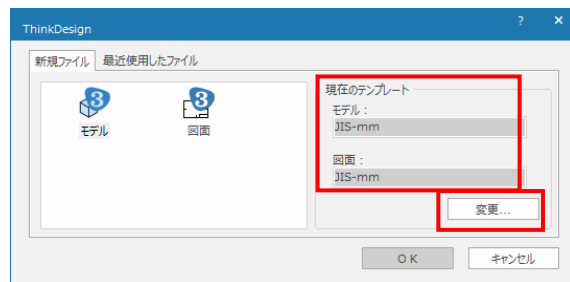 ThinkDesign
? ×
新規ファイル 最近使用したファイル
モデル
図面
現在のテンプレート
モデル :
JIS-mm
図面 :
JIS-mm
変更...
OK
キャンセル